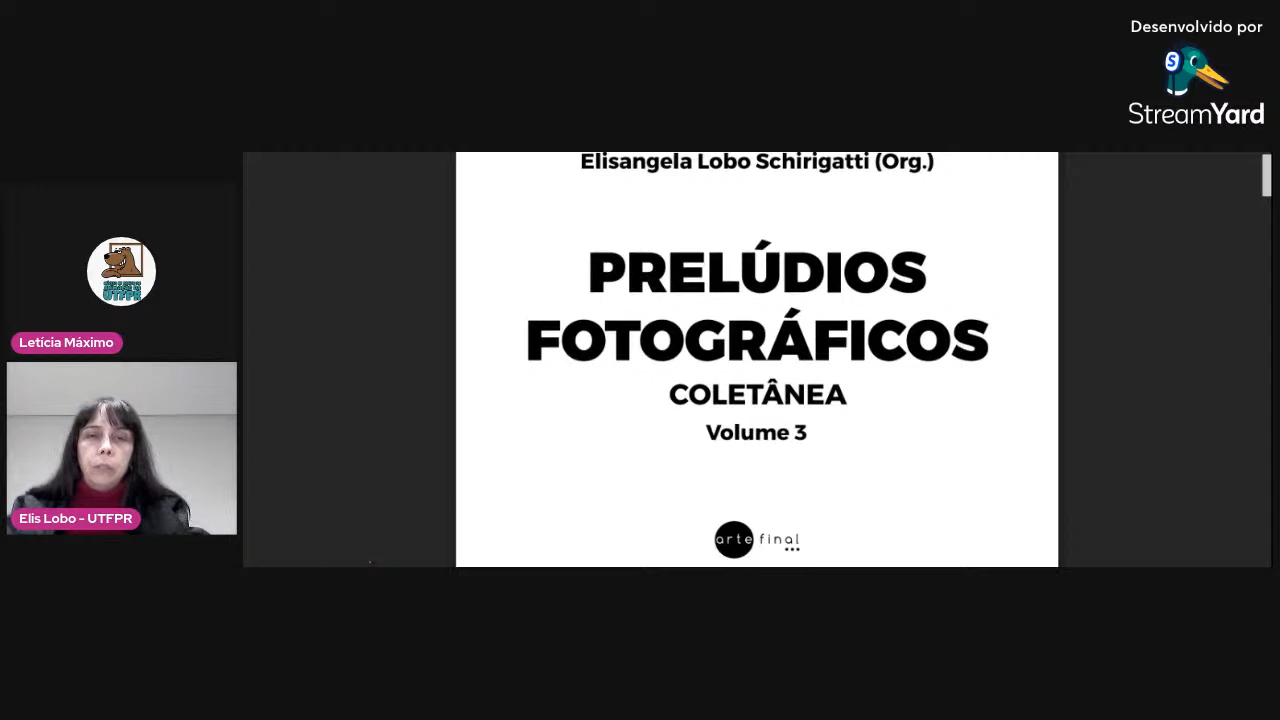 Desenvolvido por
S
StreamYard
Elisangela Lobo Schirigatti (Org.)
PRELÚDIOS
FOTOGRÁFICOS
COLETÂNEA
Volume 3
arte final
UTFPR
Letícia Máximo
Elis Lobo - UTFPR